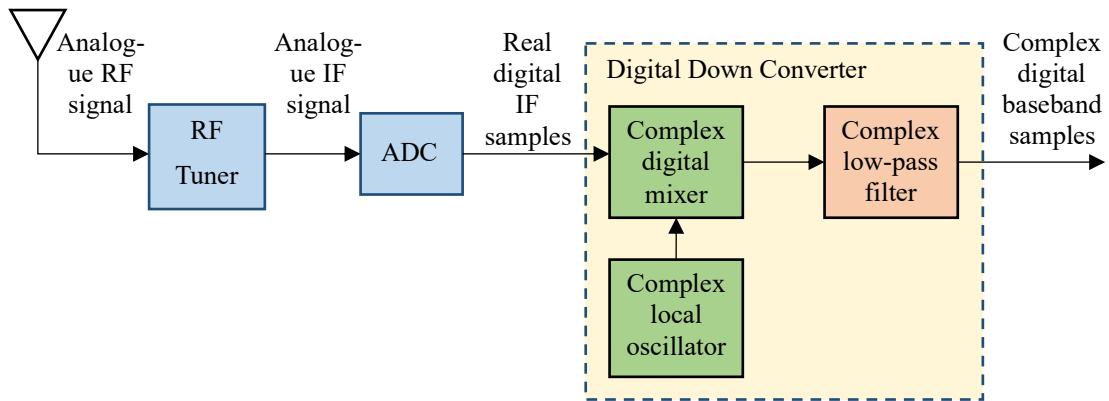 Analog-
ue RF
signal
Analog-
ue IF
signal
Real
digital
IF
samples
Complex
digital
baseband
samples
Digital Down Converter
RF
Tuner
ADC
Complex
digital
mixer
Complex
low-pass
filter
Complex
local
oscillator